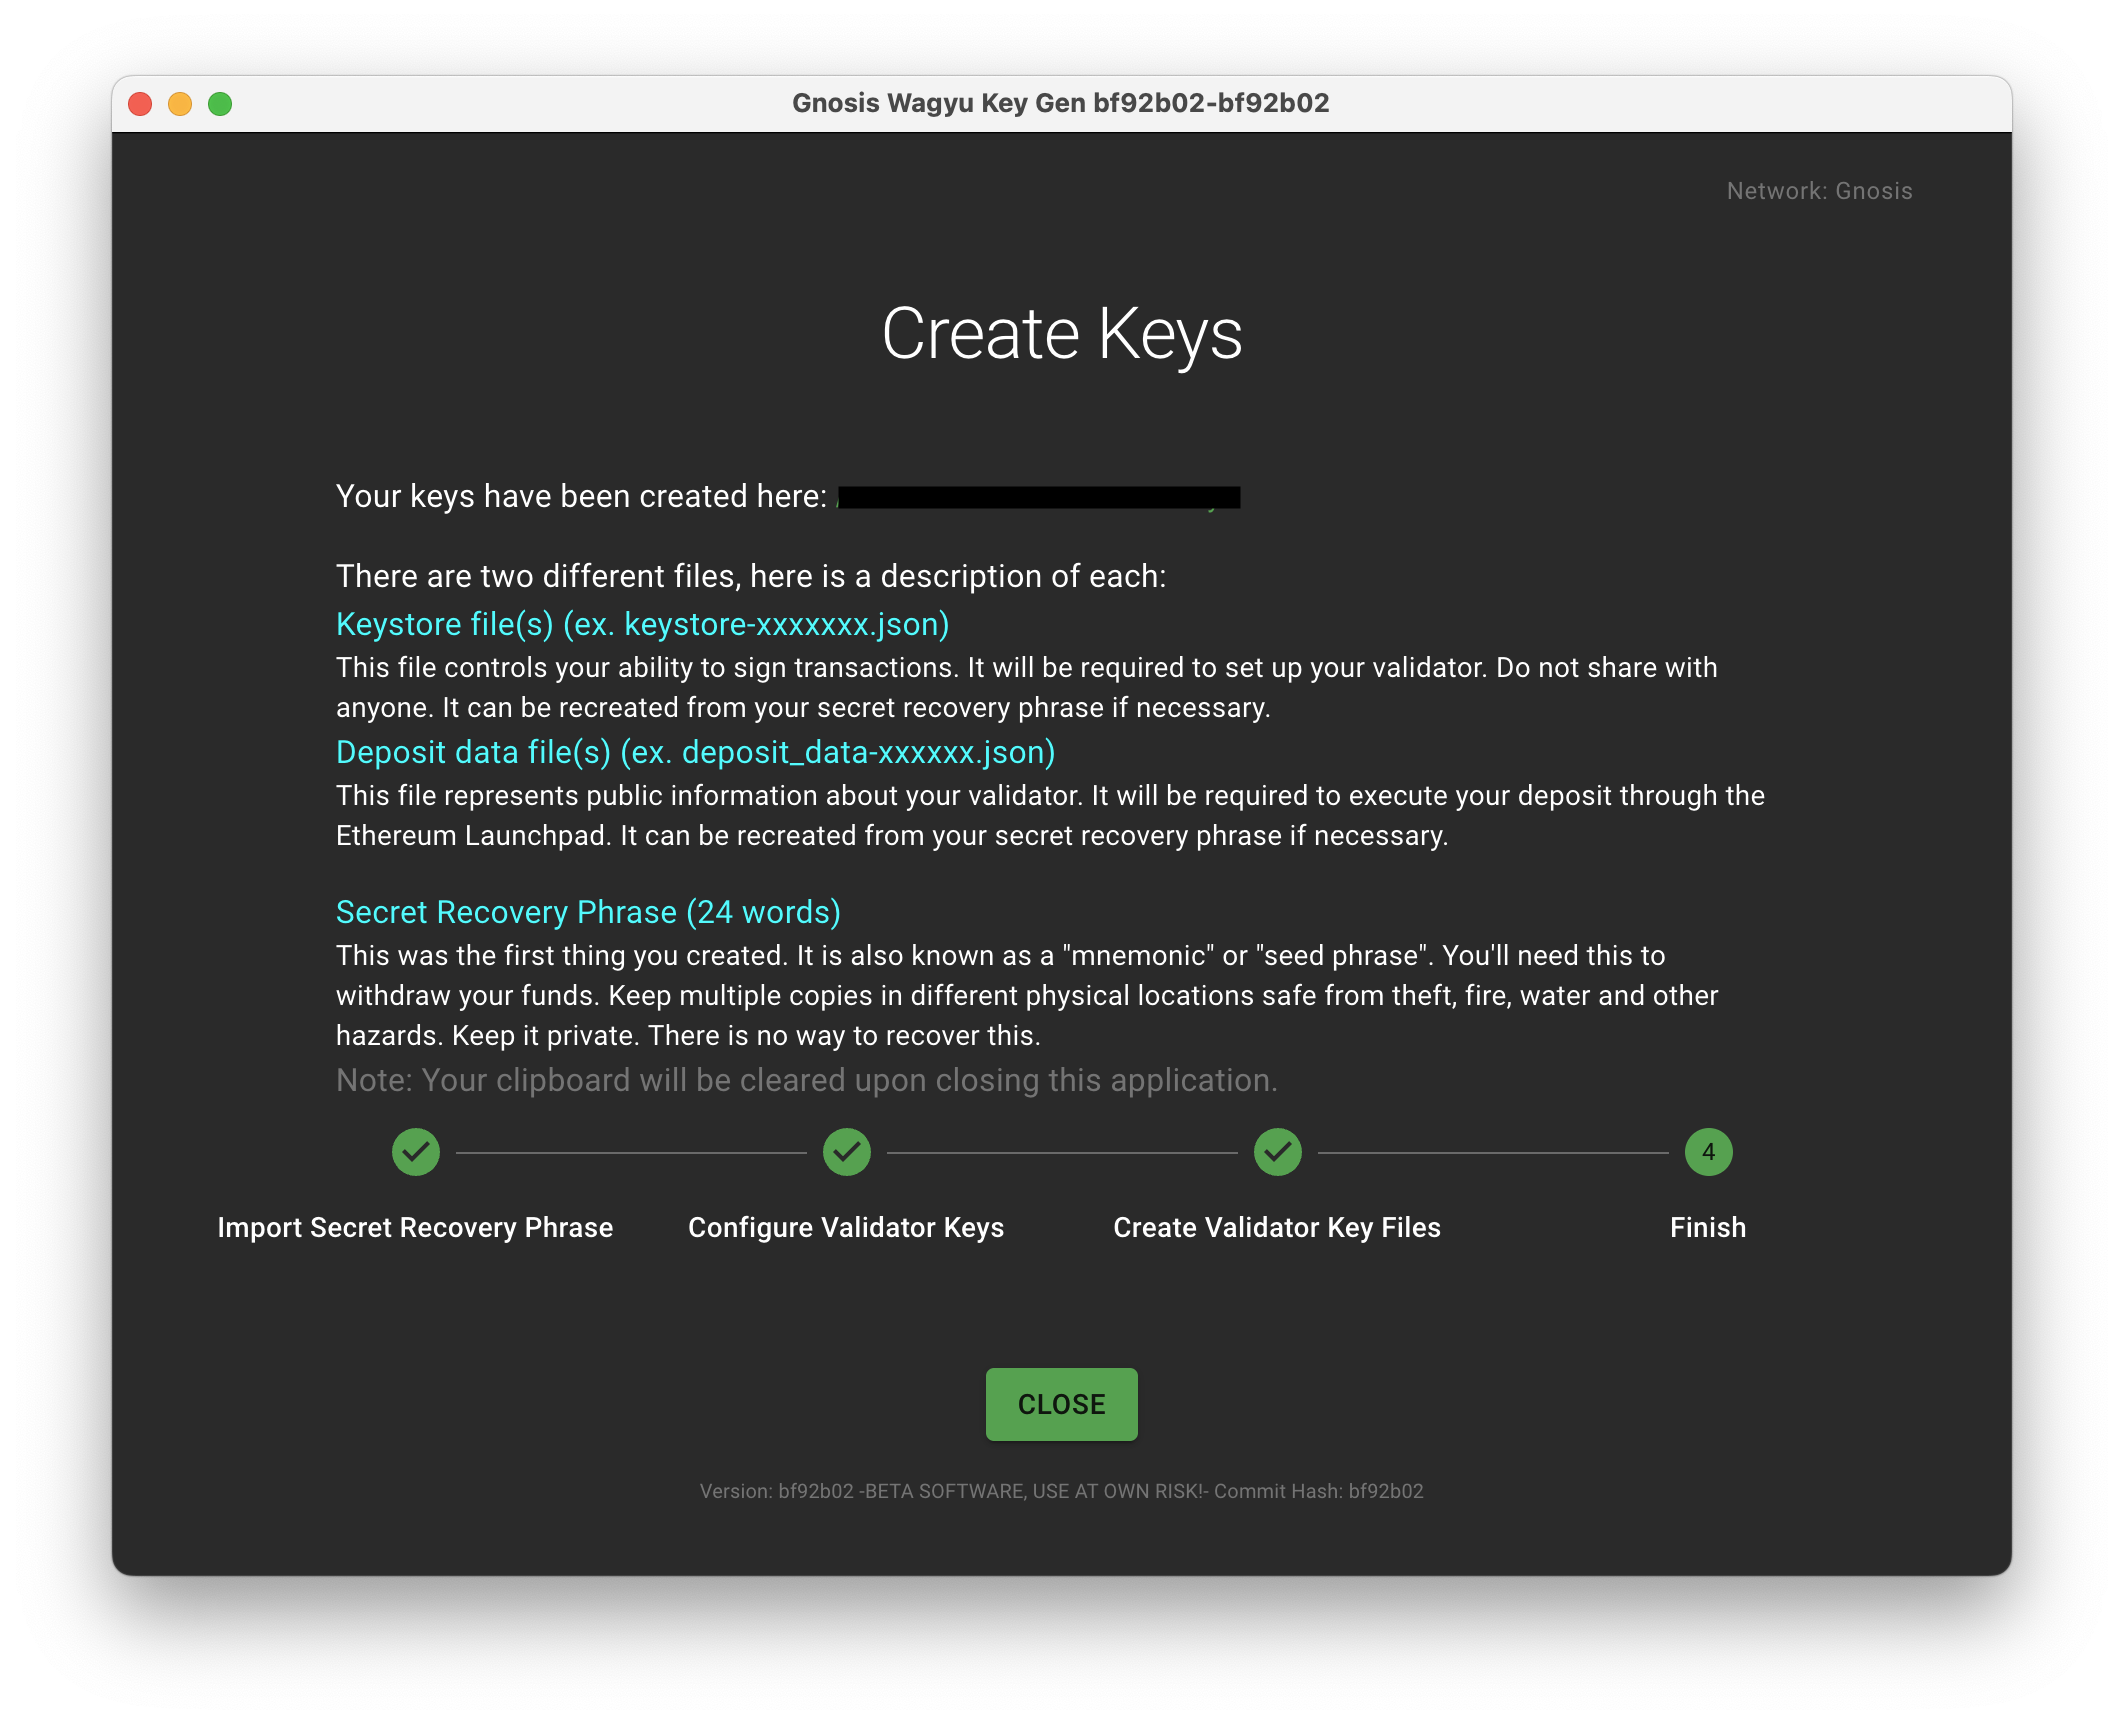 Gnosis Wagyu Key Gen bf92b02-bf92b02
Network: Gnosis
Create Keys
Your keys have been created here:
There are two different files, here is a description of each:
Keystore file(s) (ex. keystore-xxxxxxx.json)
This file controls your ability to sign transactions. It will be required to set up your validator. Do not share with
anyone. It can be recreated from your secret recovery phrase if necessary.
Deposit data file(s) (ex. deposit_data-xxxxxx.json)
This file represents public information about your validator. It will be required to execute your deposit through the
Ethereum Launchpad. It can be recreated from your secret recovery phrase if necessary.
Secret Recovery Phrase (24 words)
This was the first thing you created. It is also known as a "mnemonic" or "seed phrase". You'll need this to
withdraw your funds. Keep multiple copies in different physical locations safe from theft, fire, water and other
hazards. Keep it private. There is no way to recover this.
Note: Your clipboard will be cleared upon closing this application.
4
Import Secret Recovery Phrase
Configure Validator Keys
Create Validator Key Files
Finish
CLOSE
Version: bf92b02 -BETA SOFTWARE, USE AT OWN RISK!- Commit Hash: bf92b02